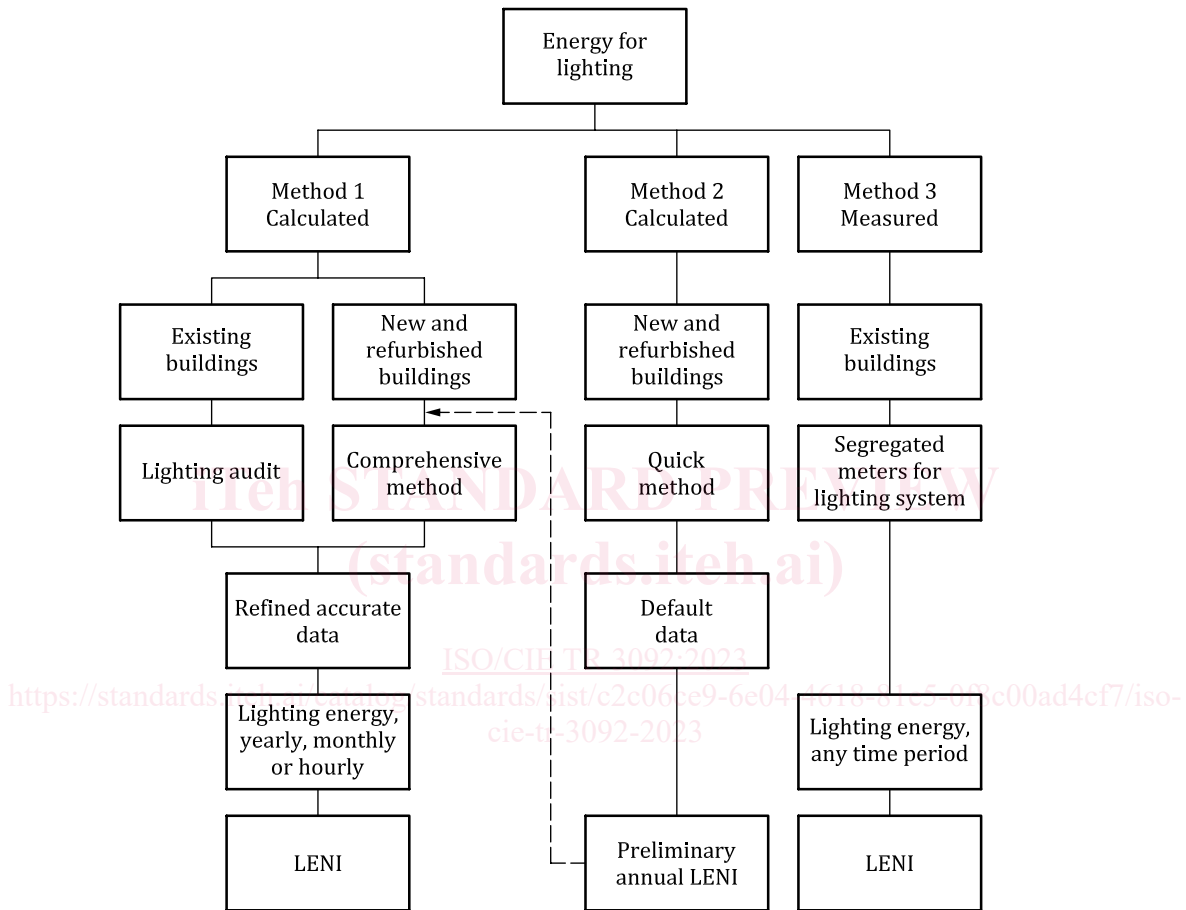 Energy for
lighting
Method 1
Calculated
Method 2
Calculated
Method 3
Measured
Existing
buildings
New and
refurbished
buildings
New and
refurbished
buildings
Existing
buildings
Lighting audit
Comprehensive
method
Quick
method
Segregated
meters for
lighting system
iTeh STANDARD PREVIEW
(standards.iteh.ai)
Refined accurate
data
Default
data
ISO/CIE TR 3092:2023
https://standards.iteh.ai/catalog/standards/sist/c2c06ce9-6e04-4618-81c5-0f8c00ad4cf7/iso-
cie-tr-3092-2023
Lighting energy,
yearly, monthly
or hourly
Lighting energy,
any time period
LENI
Preliminary
annual LENI
LENI